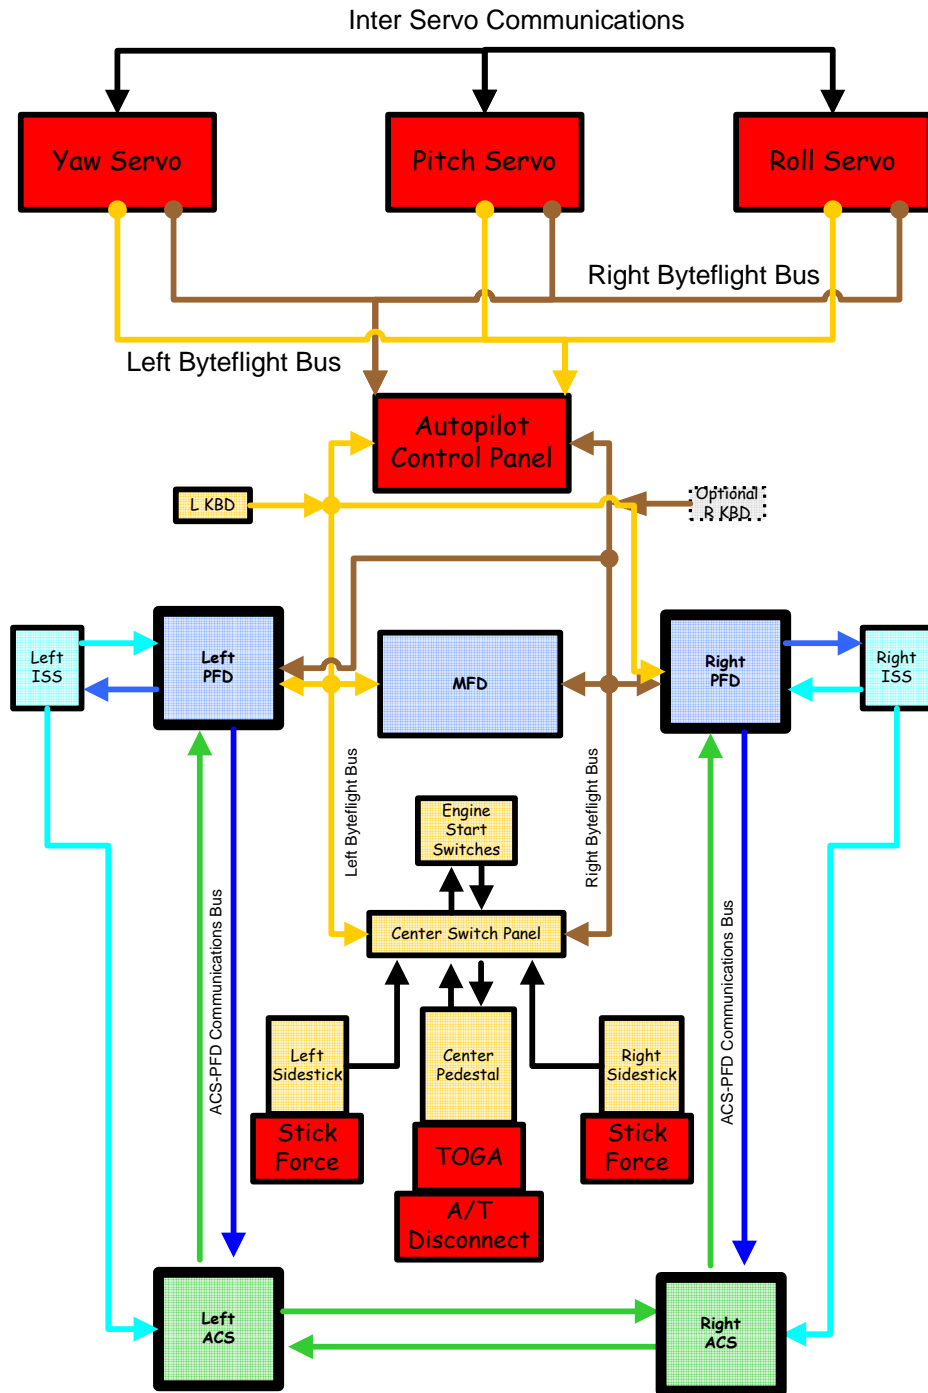 Inter Servo Communications
Yaw Servo
Pitch Servo
Roll Servo
Right Byteflight Bus
Left Byteflight Bus
Autopilot
Control Panel
L KBD
Optional
R KBD
Left
ISS
Left
PFD
MFD
Right
PFD
Right
ISS
Left Byteflight Bus
Right Byteflight Bus
Engine
Start
Switches
Center Switch Panel
ACS-PFD Communications Bus
ACS-PFD Communications Bus
Left
Sidestick
Center
Pedestal
Right
Sidestick
Stick
Force
TOGA
Stick
Force
A/T
Disconnect
Left
ACS
Right
ACS